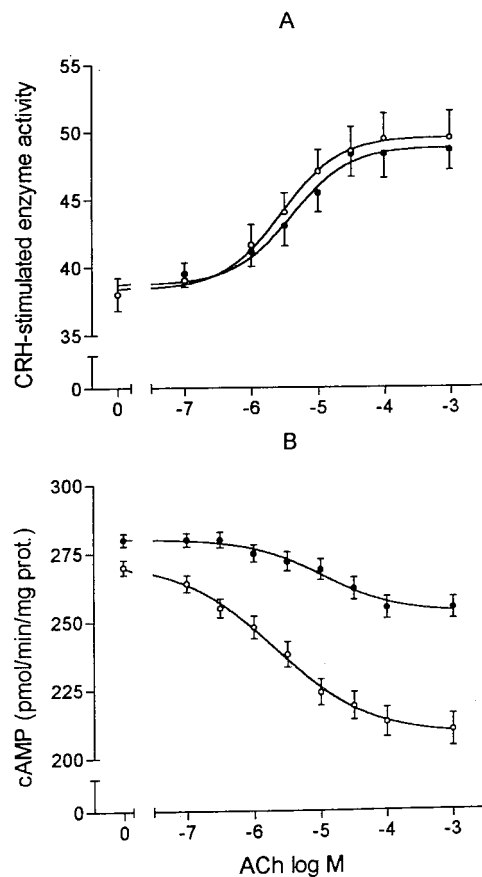 A
CRH-stimulated enzyme activity
55
50
45
40
35
0
0 -7 -6 -5 -4 -3
B
cAMP (pmol/min/mg prot.)
300
275
250
225
200
0
0 -7 -6 -5 -4 -3
ACh log M